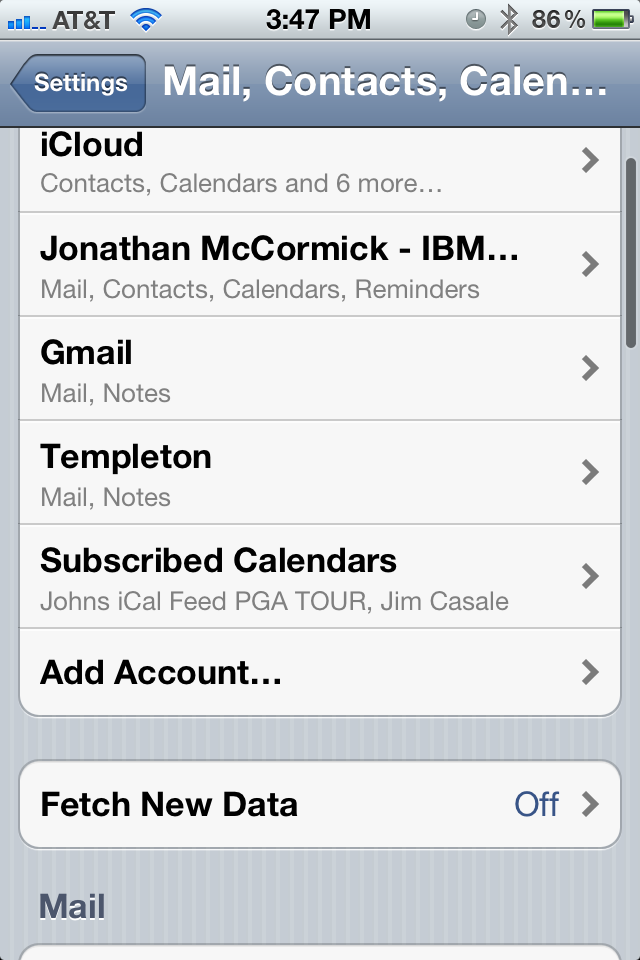 AT&T 3:47 PM 86%
Settings Mail, Contacts, Calen...
iCloud
Contacts, Calendars and 6 more...
Jonathan McCormick - IBM...
Mail, Contacts, Calendars, Reminders
Gmail
Mail, Notes
Templeton
Mail, Notes
Subscribed Calendars
Johns iCal Feed PGA TOUR, Jim Casale
Add Account...
Fetch New Data Off
Mail